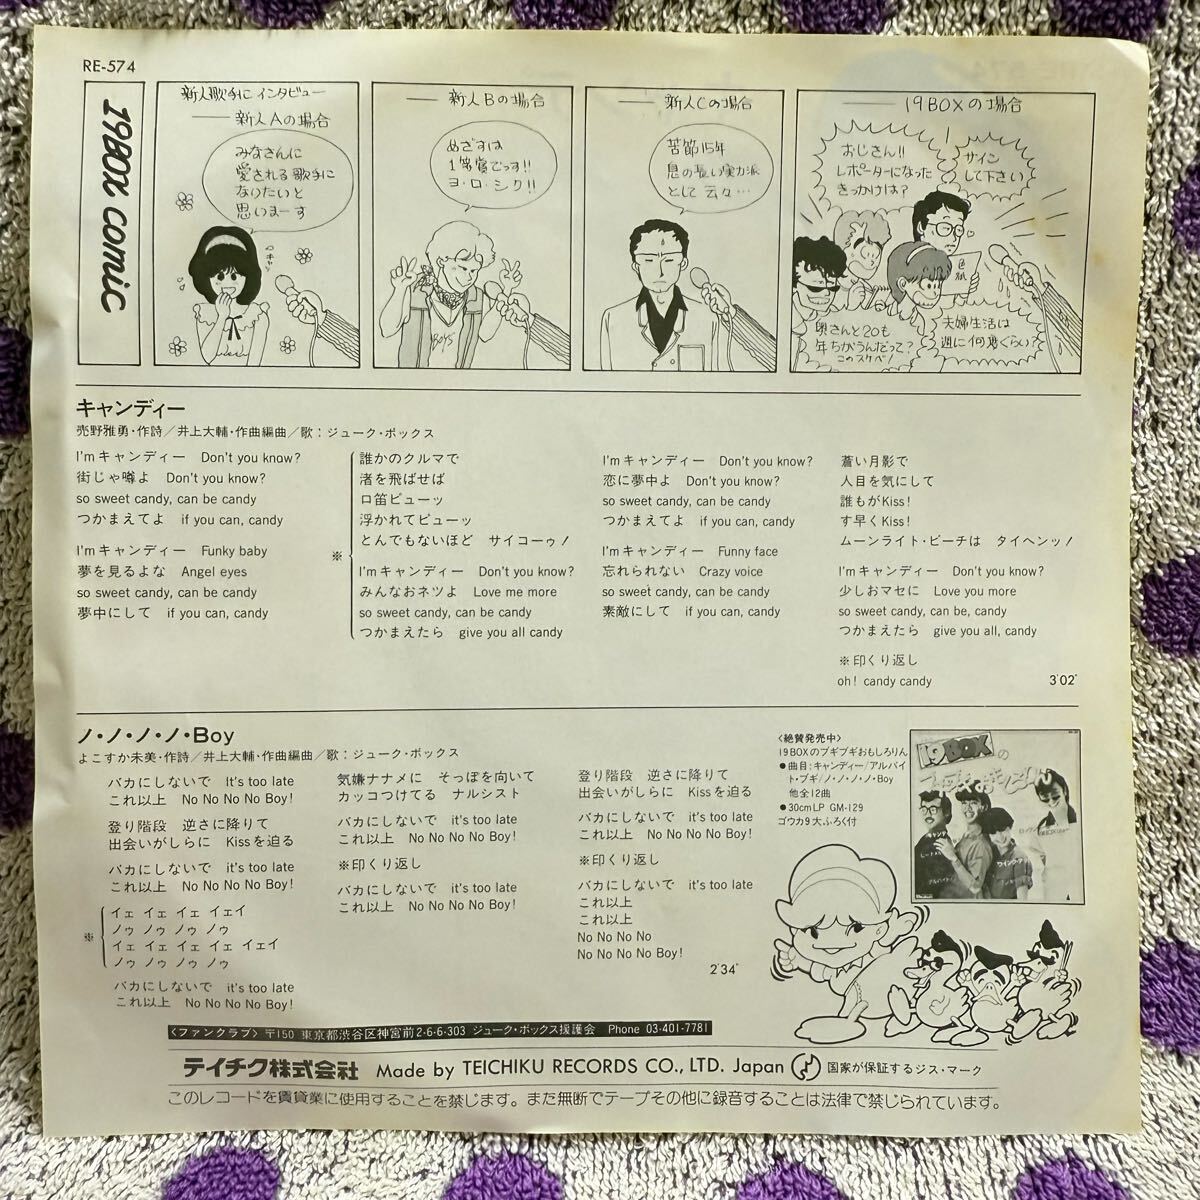 RE-574
19BOX comic
新人歌手にインタビュー
――新人Aの場合
みなさんに
愛される歌手に
なりたいと
思いまーす
――新人Bの場合
めざすは
1等賞でっす!!
ヨ・ロ・シ・ク!!
BOYS
――新人Cの場合
苦節15年
息の長い実力派
として云々…
――19BOXの場合
おじさん!!
レポーターになった
きっかけは?
サイン
して下さい
色紙
奥さんと20も
年ちがうんだって?
このスケベ!
夫婦生活は
週に何度ぐらい?
キャンディー
売野雅勇・作詩/井上大輔・作曲編曲/歌:ジューク・ボックス
I'mキャンディー Don't you know?
街じゃ噂よ Don't you know?
so sweet candy, can be candy
つかまえてよ if you can, candy
I'mキャンディー Funky baby
夢を見るよな Angel eyes
so sweet candy, can be candy
夢中にして if you can, candy
※
誰かのクルマで
渚を飛ばせば
口笛ピューッ
浮かれてピューッ
とんでもないほど サイコーゥ!
I'mキャンディー Don't you know?
みんなおネツよ Love me more
so sweet candy, can be candy
つかまえたら give you all candy
I'mキャンディー Don't you know?
恋に夢中よ Don't you know?
so sweet candy, can be candy
つかまえてよ if you can, candy
I'mキャンディー Funny face
忘れられない Crazy voice
so sweet candy, can be candy
素敵にして if you can, candy
蒼い月影で
人目を気にして
誰もがKiss!
す早くKiss!
ムーンライト・ビーチは タイヘンッ!
I'mキャンディー Don't you know?
少しおマセに Love you more
so sweet candy, can be, candy
つかまえたら give you all, candy
※印くり返し
oh! candy candy
3'02"
ノ・ノ・ノ・ノ・Boy
よこすか未美・作詩/井上大輔・作曲編曲/歌:ジューク・ボックス
バカにしないで It's too late
これ以上 No No No No Boy!
登り階段 逆さに降りて
出会いがしらに Kissを迫る
バカにしないで it's too late
これ以上 No No No No Boy!
※
イェ イェ イェ イェイ
ノゥ ノゥ ノゥ ノゥ
イェ イェ イェ イェ イェイ
ノゥ ノゥ ノゥ ノゥ
バカにしないで it's too late
これ以上 No No No No Boy!
気嫌ナナメに そっぽを向いて
カッコつけてる ナルシスト
バカにしないで it's too late
これ以上 No No No No Boy!
※印くり返し
バカにしないで it's too late
これ以上 No No No No Boy!
登り階段 逆さに降りて
出会いがしらに Kissを迫る
バカにしないで it's too late
これ以上 No No No No Boy!
※印くり返し
バカにしないで it's too late
これ以上
これ以上
No No No No
No No No No Boy!
2'34"
〈絶賛発売中〉
19BOXのブギブギおもしろりん
●曲目:キャンディー/アルバイ
ト・ブギ/ノ・ノ・ノ・ノ・Boy
他全12曲
●30cmLP GM-129
ゴウカ9大ふろく付
19BOXの
〈ファンクラブ〉〒150 東京都渋谷区神宮前2-6-6-303 ジューク・ボックス援護会 Phone 03-401-7781
テイチク株式会社 Made by TEICHIKU RECORDS CO., LTD. Japan 国家が保証するジス・マーク
このレコードを賃貸業に使用することを禁じます。また無断でテープその他に録音することは法律で禁じられています。